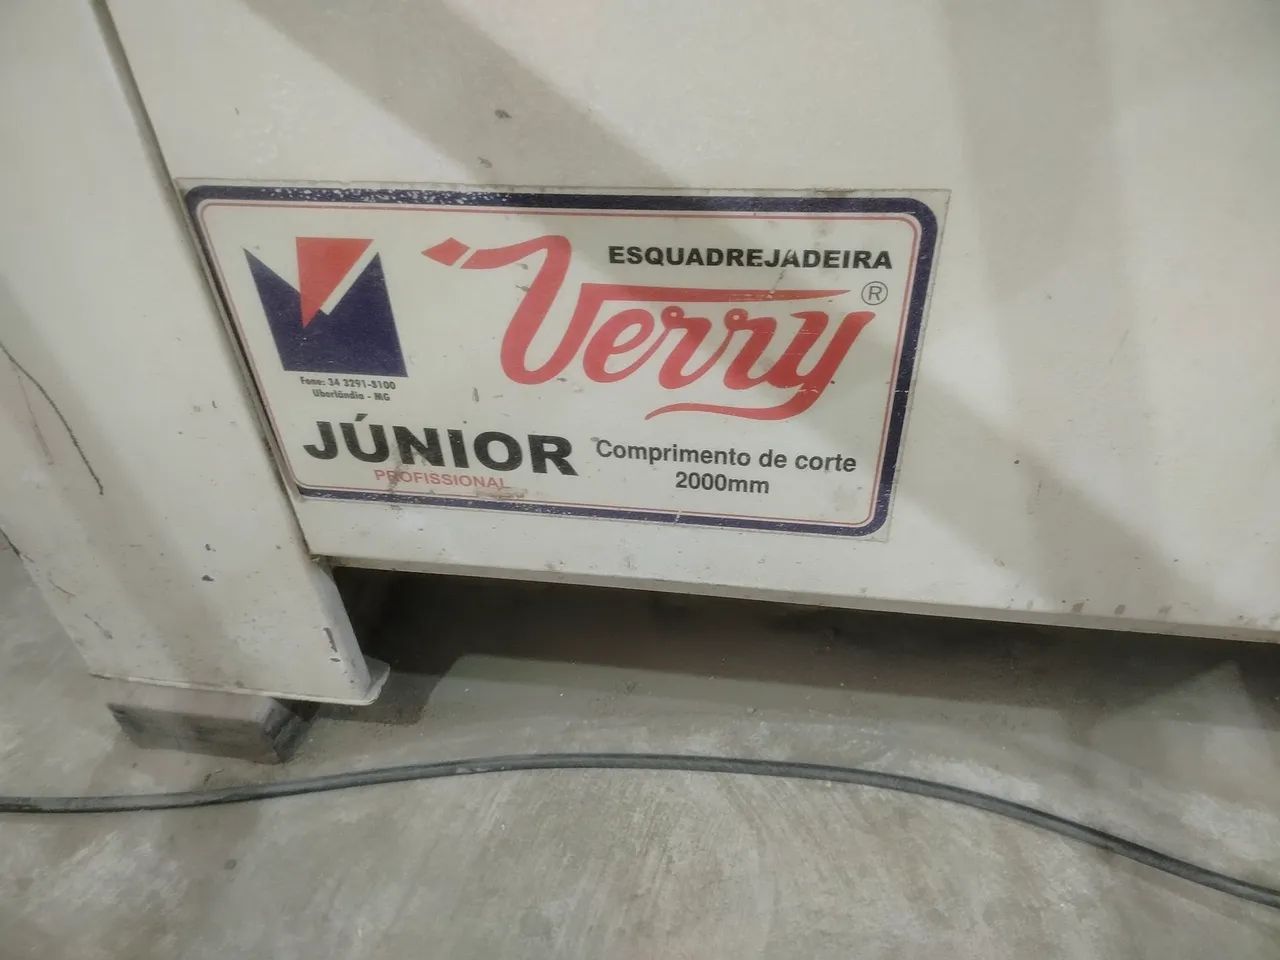 ESQUADREJADEIRA
Verry®
Fone: 34 3291-8100
Uberlândia - MG
JÚNIOR
PROFISSIONAL
Comprimento de corte
2000mm